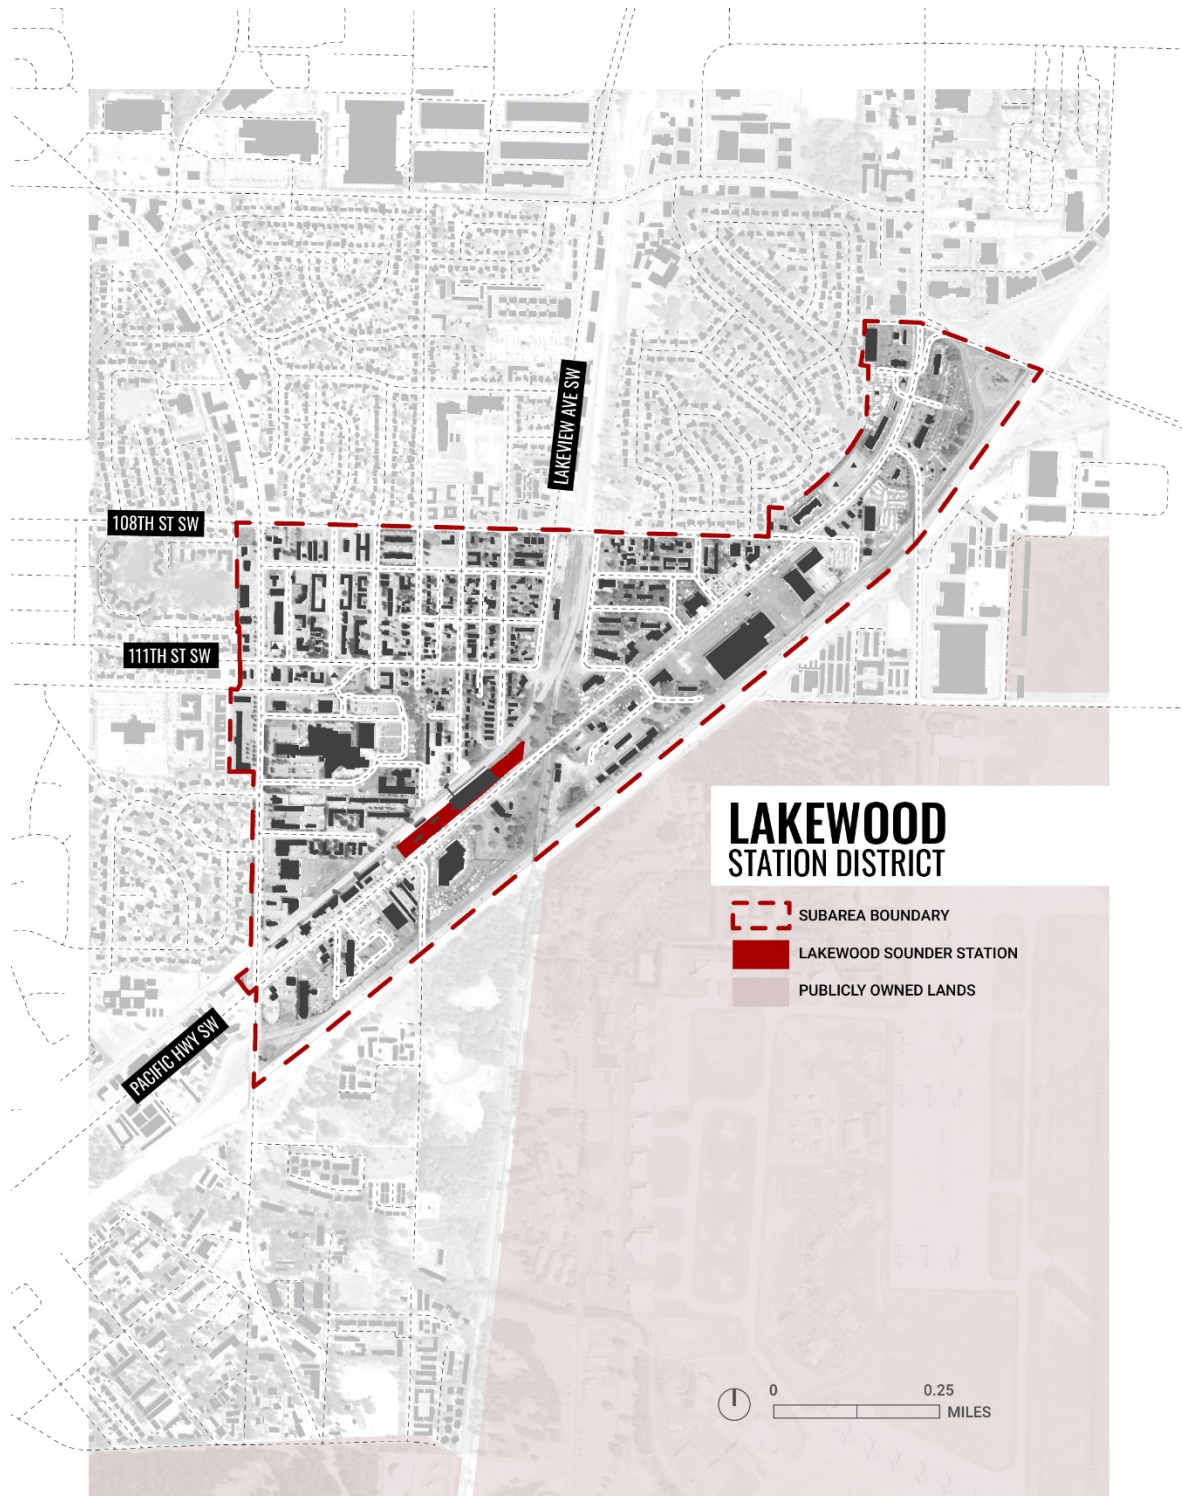 LAKEVIEW AVE SW
108TH ST SW
111TH ST SW
LAKEWOOD
STATION DISTRICT
SUBAREA BOUNDARY
LAKEWOOD SOUNDER STATION
PUBLICLY OWNED LANDS
PACIFIC HWY SW
0 0.25
MILES